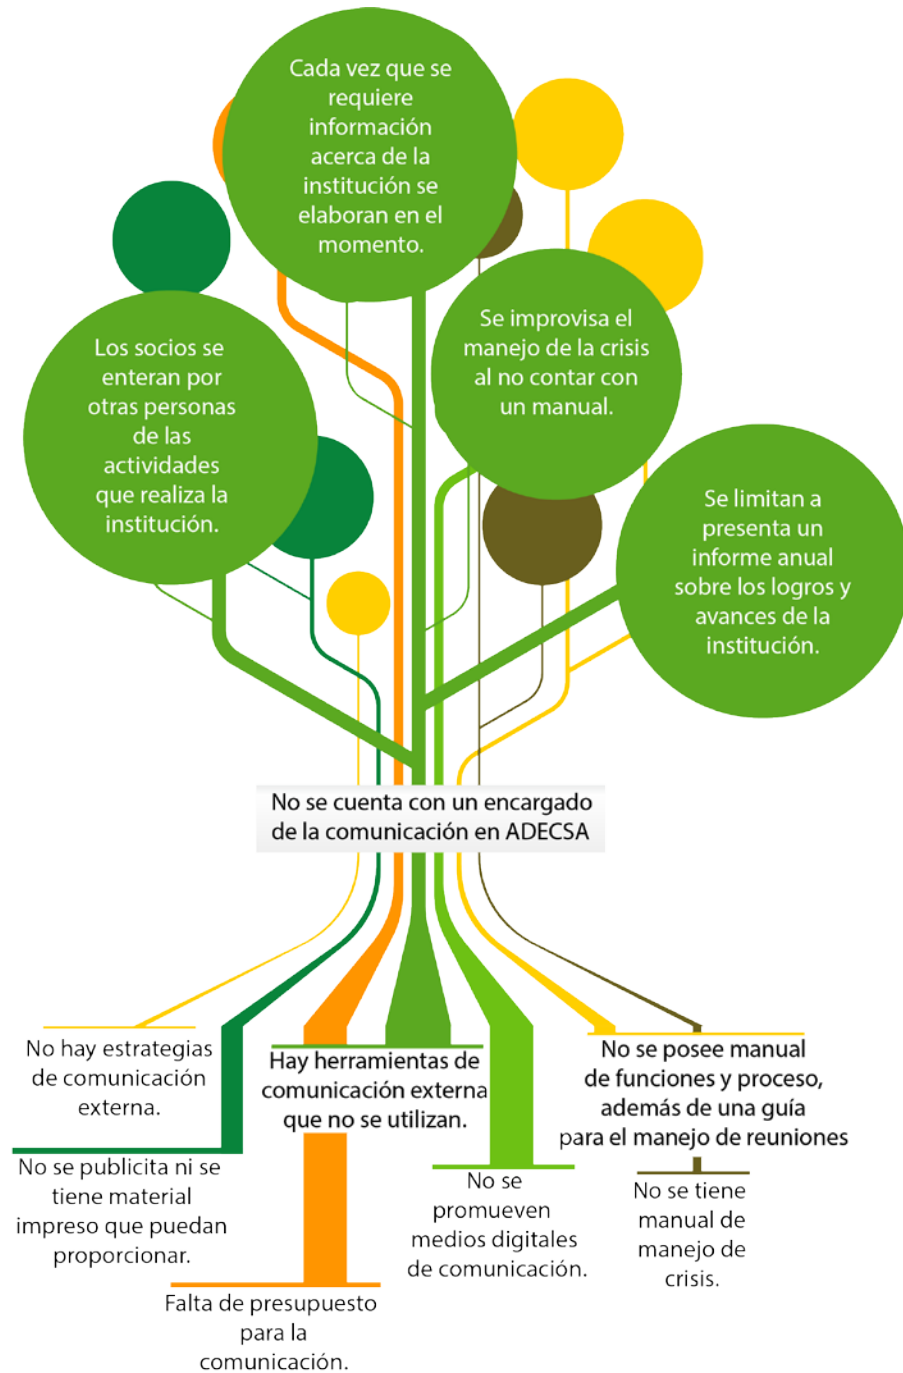 Cada vez que se
requiere
información
acerca de la
institución se
elaboran en el
momento.
Los socios se
enteran por
otras personas
de las
actividades
que realiza la
institución.
Se improvisa el
manejo de la crisis
al no contar con
un manual.
Se limitan a
presenta un
informe anual
sobre los logros y
avances de la
institución.
No se cuenta con un encargado
de la comunicación en ADECSA
No hay estrategias
de comunicación
externa.
No se publicita ni se
tiene material
impreso que puedan
proporcionar.
Falta de presupuesto
para la
comunicación.
Hay herramientas de
comunicación externa
que no se utilizan.
No se
promueven
medios digitales
de comunicación.
No se posee manual
de funciones y proceso,
además de una guía
para el manejo de reuniones
No se tiene
manual de
manejo de
crisis.